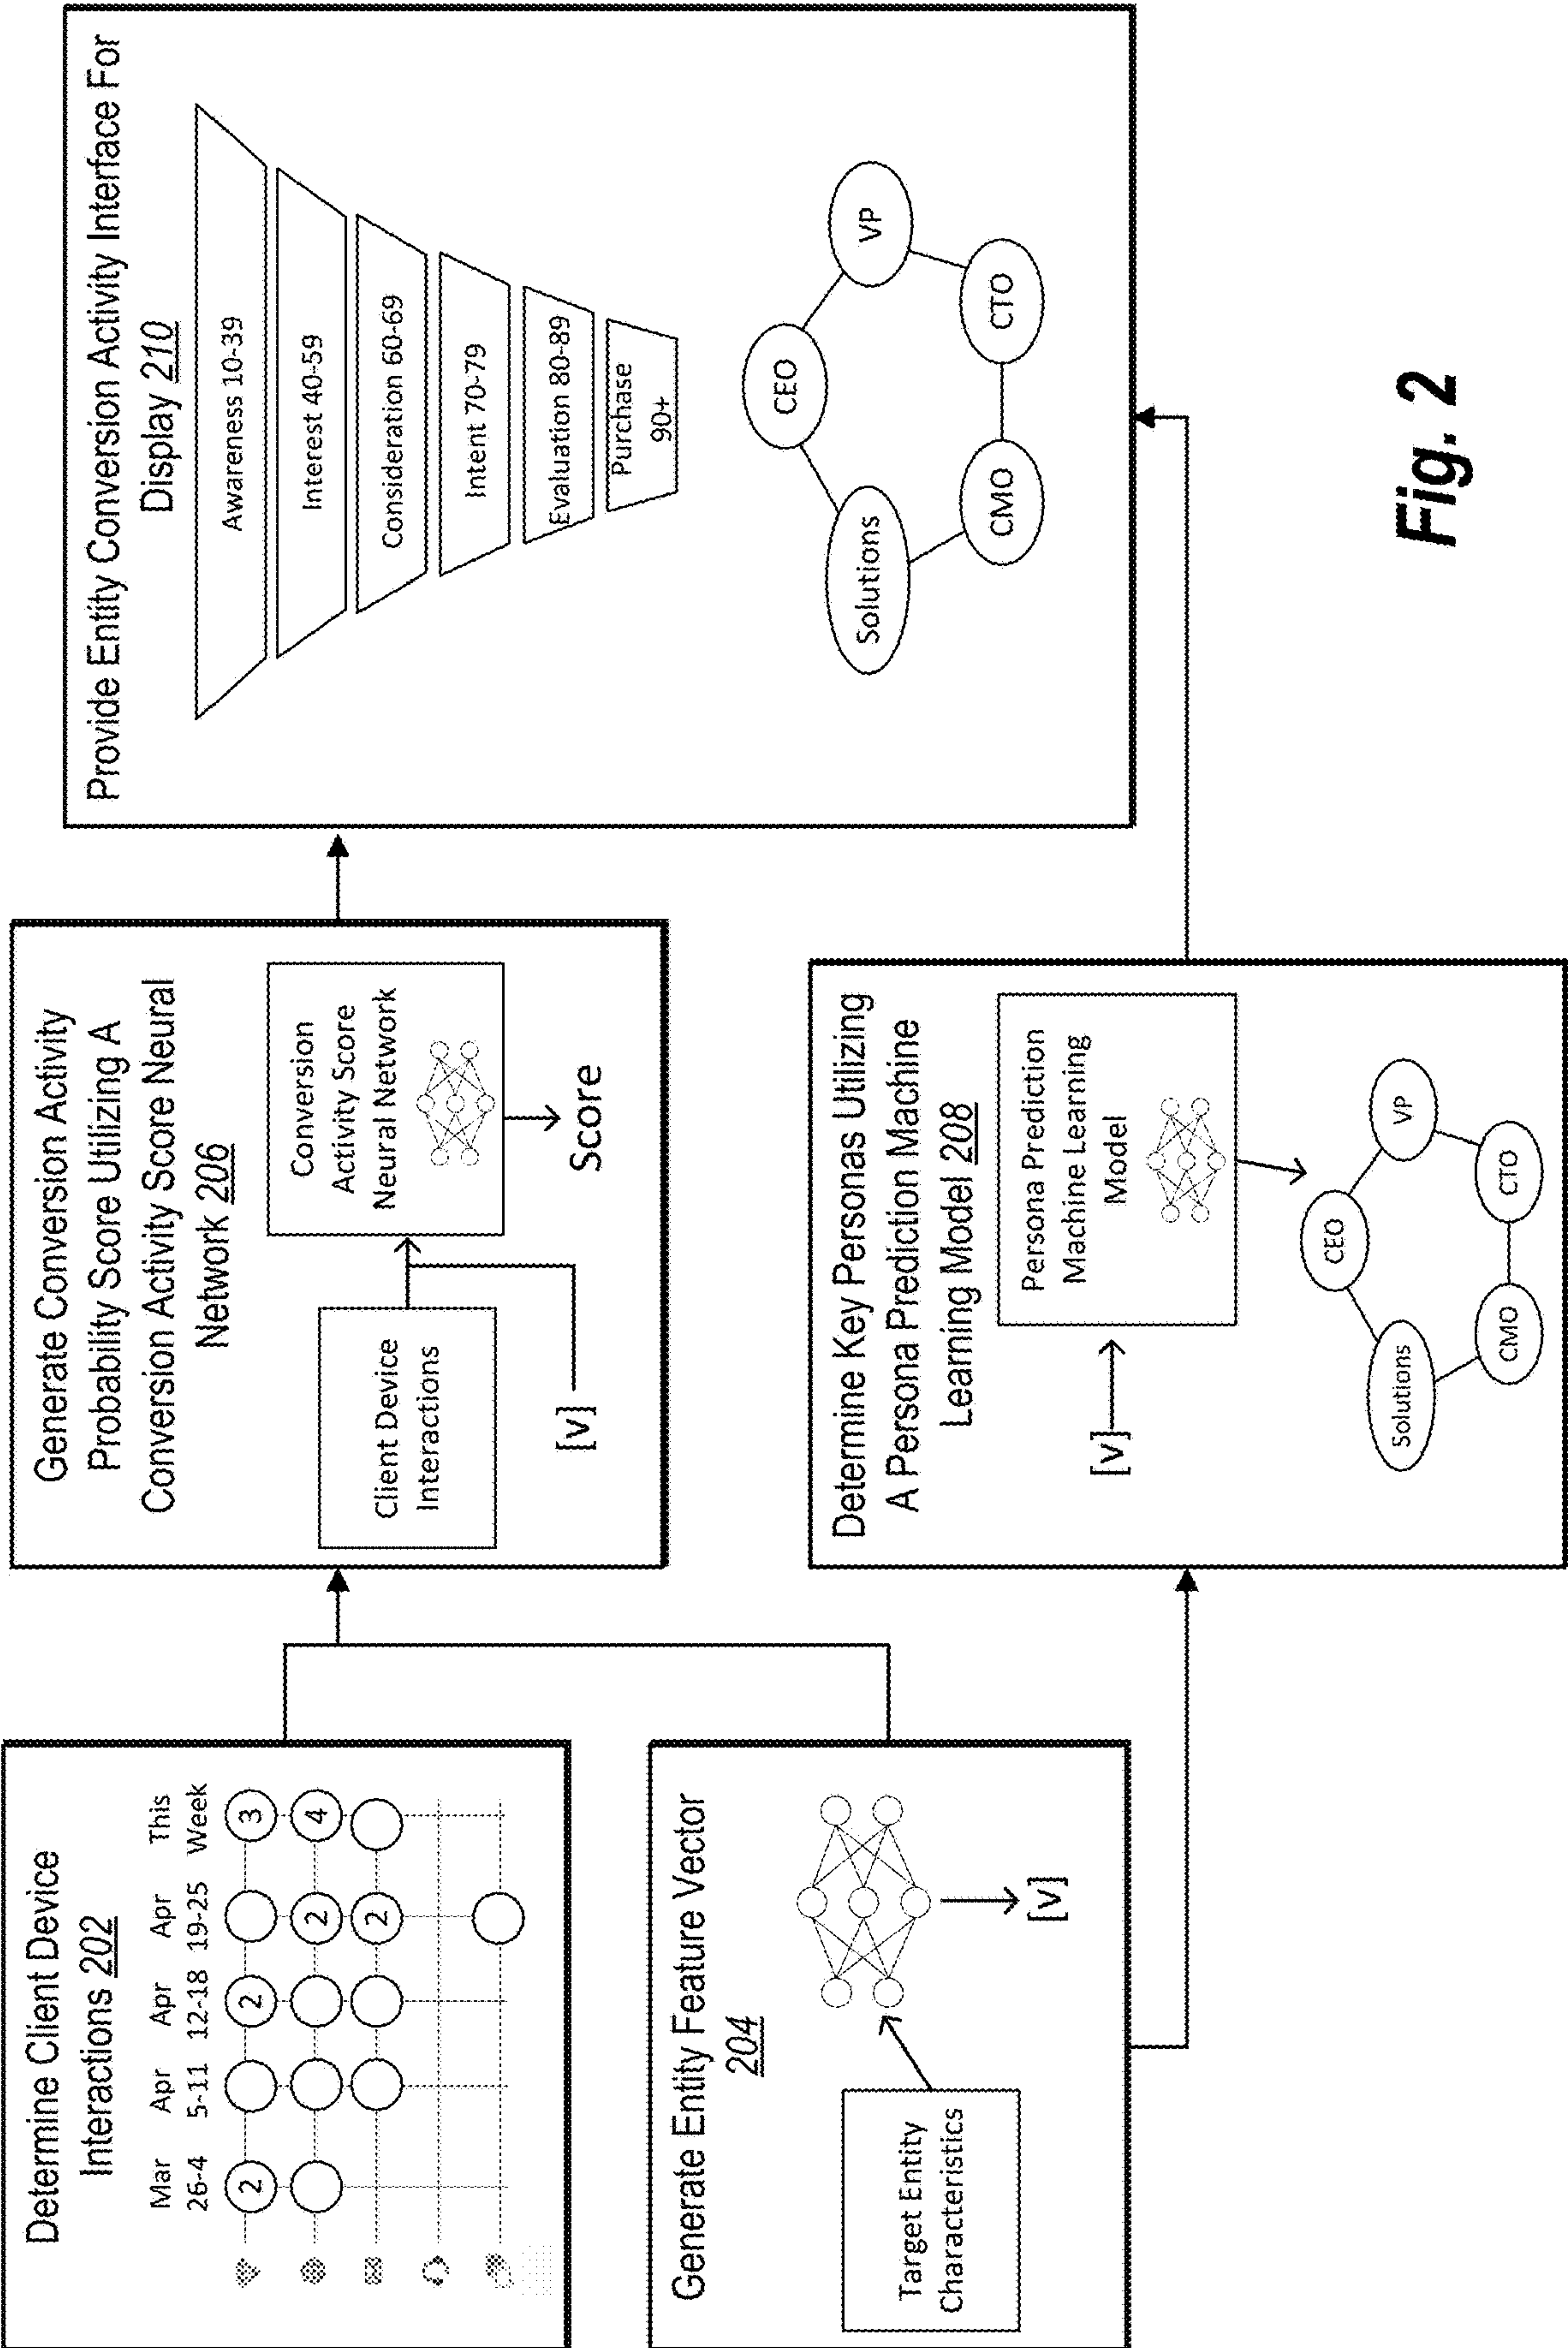 Determine Client Device
Interactions 202
Mar
26-4
Apr
5-11
Apr
12-18
Apr
19-25
This
Week
2
2
3
2
4
2
Generate Entity Feature Vector
204
Target Entity
Characteristics
[v]
Generate Conversion Activity
Probability Score Utilizing A
Conversion Activity Score Neural
Network 206
Client Device
Interactions
[v]
Conversion
Activity Score
Neural Network
Score
Determine Key Personas Utilizing
A Persona Prediction Machine
Learning Model 208
[v]
Persona Prediction
Machine Learning
Model
CEO
Solutions
VP
CMO
CTO
Provide Entity Conversion Activity Interface For
Display 210
Awareness 10-39
Interest 40-59
Consideration 60-69
Intent 70-79
Evaluation 80-89
Purchase
90+
CEO
Solutions
VP
CMO
CTO
Fig. 2